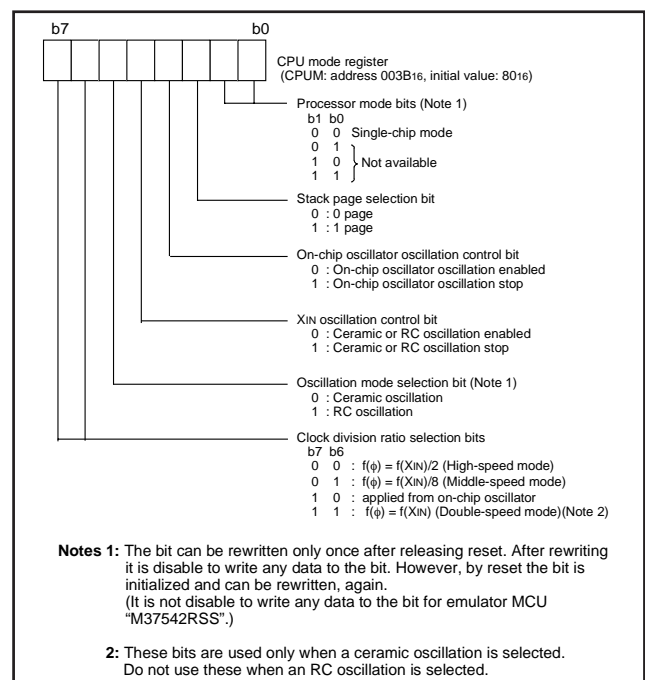 b7 b0
CPU mode register
(CPUM: address 003B16, initial value: 8016)
Processor mode bits (Note 1)
b1 b0
0 0 Single-chip mode
0 1
1 0 Not available
1 1
Stack page selection bit
0 : 0 page
1 : 1 page
On-chip oscillator oscillation control bit
0 : On-chip oscillator oscillation enabled
1 : On-chip oscillator oscillation stop
XIN oscillation control bit
0 : Ceramic or RC oscillation enabled
1 : Ceramic or RC oscillation stop
Oscillation mode selection bit (Note 1)
0 : Ceramic oscillation
1 : RC oscillation
Clock division ratio selection bits
b7 b6
0 0 : f(φ) = f(XIN)/2 (High-speed mode)
0 1 : f(φ) = f(XIN)/8 (Middle-speed mode)
1 0 : applied from on-chip oscillator
1 1 : f(φ) = f(XIN) (Double-speed mode)(Note 2)
Notes 1: The bit can be rewritten only once after releasing reset. After rewriting
it is disable to write any data to the bit. However, by reset the bit is
initialized and can be rewritten, again.
(It is not disable to write any data to the bit for emulator MCU
“M37542RSS”.)
2: These bits are used only when a ceramic oscillation is selected.
Do not use these when an RC oscillation is selected.